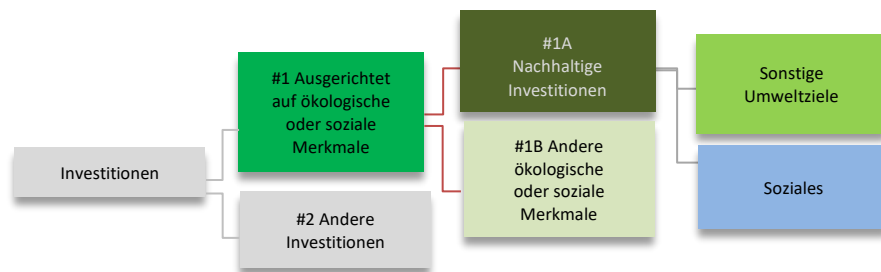 Investitionen
#1 Ausgerichtet
auf ökologische
oder soziale
Merkmale
#2 Andere
Investitionen
#1A
Nachhaltige
Investitionen
#1B Andere
ökologische
oder soziale
Merkmale
Sonstige
Umweltziele
Soziales